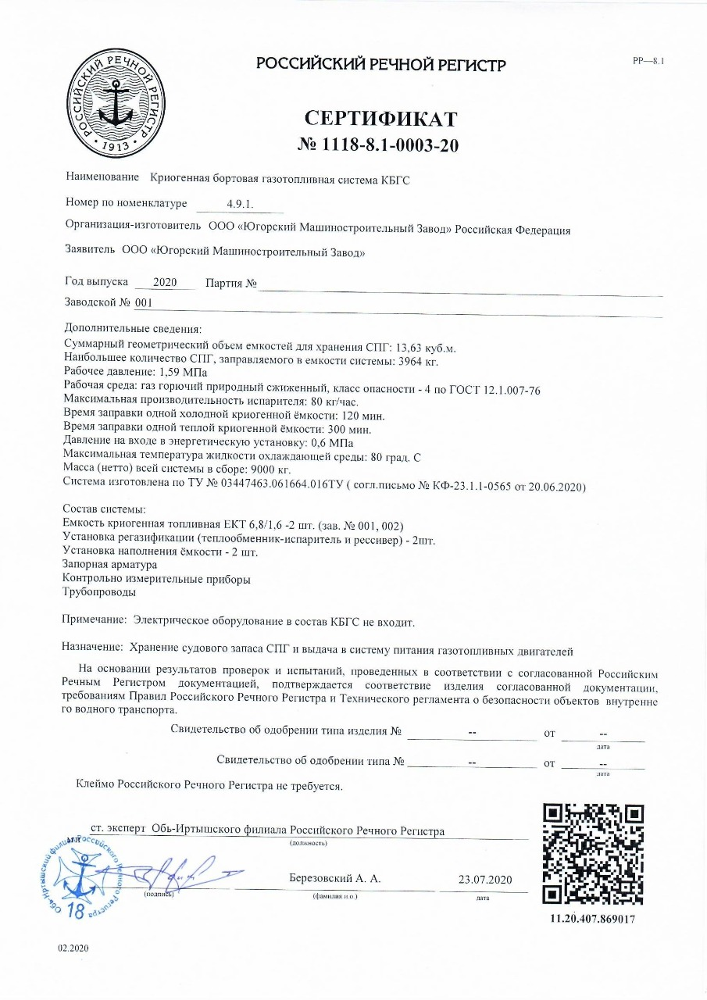 РОССИЙСКИЙ РЕЧНОЙ РЕГИСТР
• 1913 •
РОССИЙСКИЙ РЕЧНОЙ РЕГИСТР
РР—8.1
СЕРТИФИКАТ
№ 1118-8.1-0003-20
Наименование Криогенная бортовая газотопливная система КБГС
Номер по номенклатуре 4.9.1.
Организация-изготовитель ООО «Югорский Машиностроительный Завод» Российская Федерация
Заявитель ООО «Югорский Машиностроительный Завод»
Год выпуска 2020 Партия №
Заводской № 001
Дополнительные сведения:
Суммарный геометрический объем емкостей для хранения СПГ: 13,63 куб.м.
Наибольшее количество СПГ, заправляемого в емкости системы: 3964 кг.
Рабочее давление: 1,59 МПа
Рабочая среда: газ горючий природный сжиженный, класс опасности - 4 по ГОСТ 12.1.007-76
Максимальная производительность испарителя: 80 кг/час.
Время заправки одной холодной криогенной ёмкости: 120 мин.
Время заправки одной теплой криогенной ёмкости: 300 мин.
Давление на входе в энергетическую установку: 0,6 МПа
Максимальная температура жидкости охлаждающей среды: 80 град. С
Масса (нетто) всей системы в сборе: 9000 кг.
Система изготовлена по ТУ № 03447463.061664.016ТУ ( согл.письмо № КФ-23.1.1-0565 от 20.06.2020)
Состав системы:
Емкость криогенная топливная ЕКТ 6,8/1,6 -2 шт. (зав. № 001, 002)
Установка регазификации (теплообменник-испаритель и рессивер) - 2шт.
Установка наполнения ёмкости - 2 шт.
Запорная арматура
Контрольно измерительные приборы
Трубопроводы
Примечание: Электрическое оборудование в состав КБГС не входит.
Назначение: Хранение судового запаса СПГ и выдача в систему питания газотопливных двигателей
На основании результатов проверок и испытаний, проведенных в соответствии с согласованной Российским
Речным Регистром документацией, подтверждается соответствие изделия согласованной документации,
требованиям Правил Российского Речного Регистра и Технического регламента о безопасности объектов внутренне
го водного транспорта.
Свидетельство об одобрении типа изделия № -- от --
дата
Свидетельство об одобрении типа № -- от --
дата
Клеймо Российского Речного Регистра не требуется.
ст. эксперт Обь-Иртышского филиала Российского Речного Регистра
(должность)
Обь-Иртышский филиал Российского Речного Регистра
18
Березовский А. А. 23.07.2020
(подпись) (фамилия и.о.) дата
11.20.407.869017
02.2020